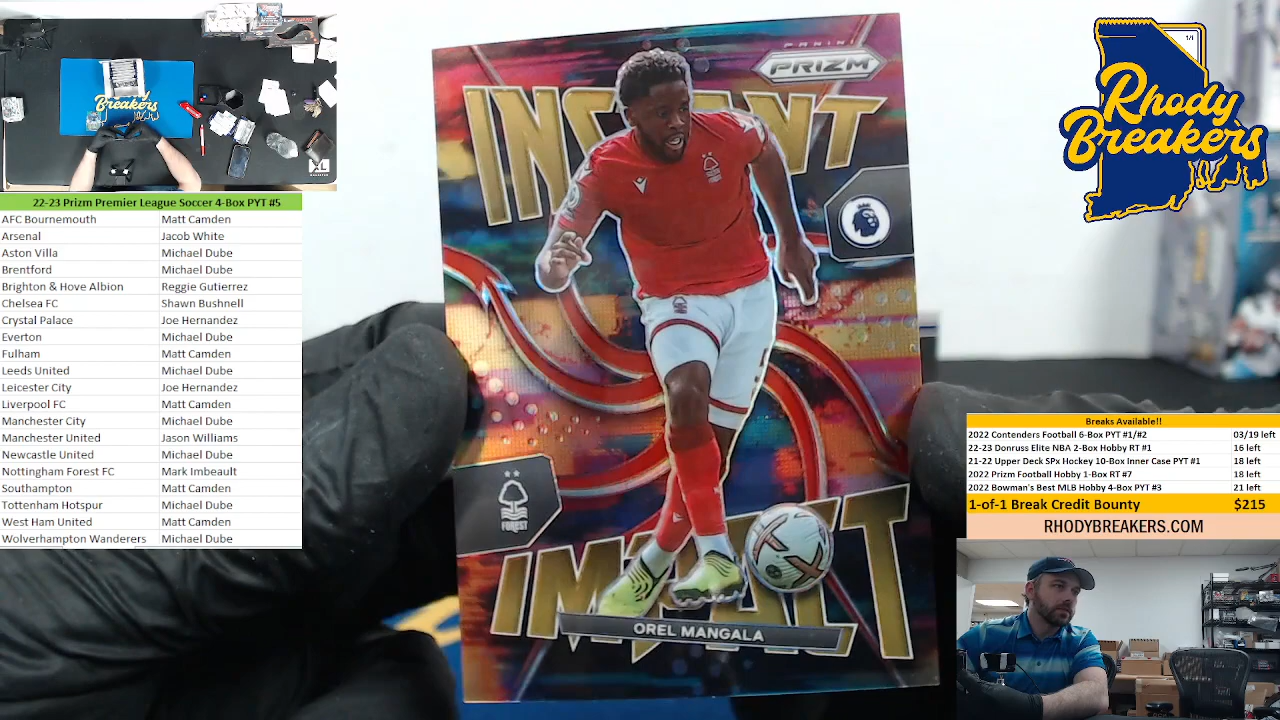 Breakers
XL
22-23 Prizm Premier League Soccer 4-Box PYT #5
AFC Bournemouth Matt Camden
Arsenal Jacob White
Aston Villa Michael Dube
Brentford Michael Dube
Brighton & Hove Albion Reggie Gutierrez
Chelsea FC Shawn Bushnell
Crystal Palace Joe Hernandez
Everton Michael Dube
Fulham Matt Camden
Leeds United Michael Dube
Leicester City Joe Hernandez
Liverpool FC Matt Camden
Manchester City Michael Dube
Manchester United Jason Williams
Newcastle United Michael Dube
Nottingham Forest FC Mark Imbeault
Southampton Matt Camden
Tottenham Hotspur Michael Dube
West Ham United Matt Camden
Wolverhampton Wanderers Michael Dube
PANINI
PRIZM
INSTANT
FOREST
IMPACT
OREL MANGALA
1/1
Rhody
Breakers
Breaks Available!!
2022 Contenders Football 6-Box PYT #1/#2 03/19 left
22-23 Donruss Elite NBA 2-Box Hobby RT #1 16 left
21-22 Upper Deck SPx Hockey 10-Box Inner Case PYT #1 18 left
2022 Prizm Football Hobby 1-Box RT #7 18 left
2022 Bowman's Best MLB Hobby 4-Box PYT #3 21 left
1-of-1 Break Credit Bounty $215
RHODYBREAKERS.COM